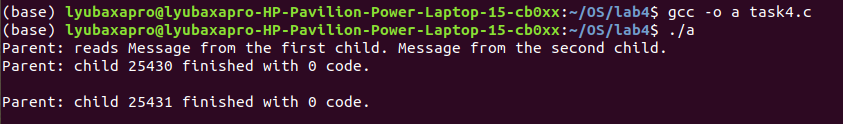 (base) lyubaxapro@lyubaxapro-HP-Pavilion-Power-Laptop-15-cb0xx:~/OS/lab4$ gcc -o a task4.c
(base) lyubaxapro@lyubaxapro-HP-Pavilion-Power-Laptop-15-cb0xx:~/OS/lab4$ ./a
Parent: reads Message from the first child. Message from the second child.
Parent: child 25430 finished with 0 code.
Parent: child 25431 finished with 0 code.